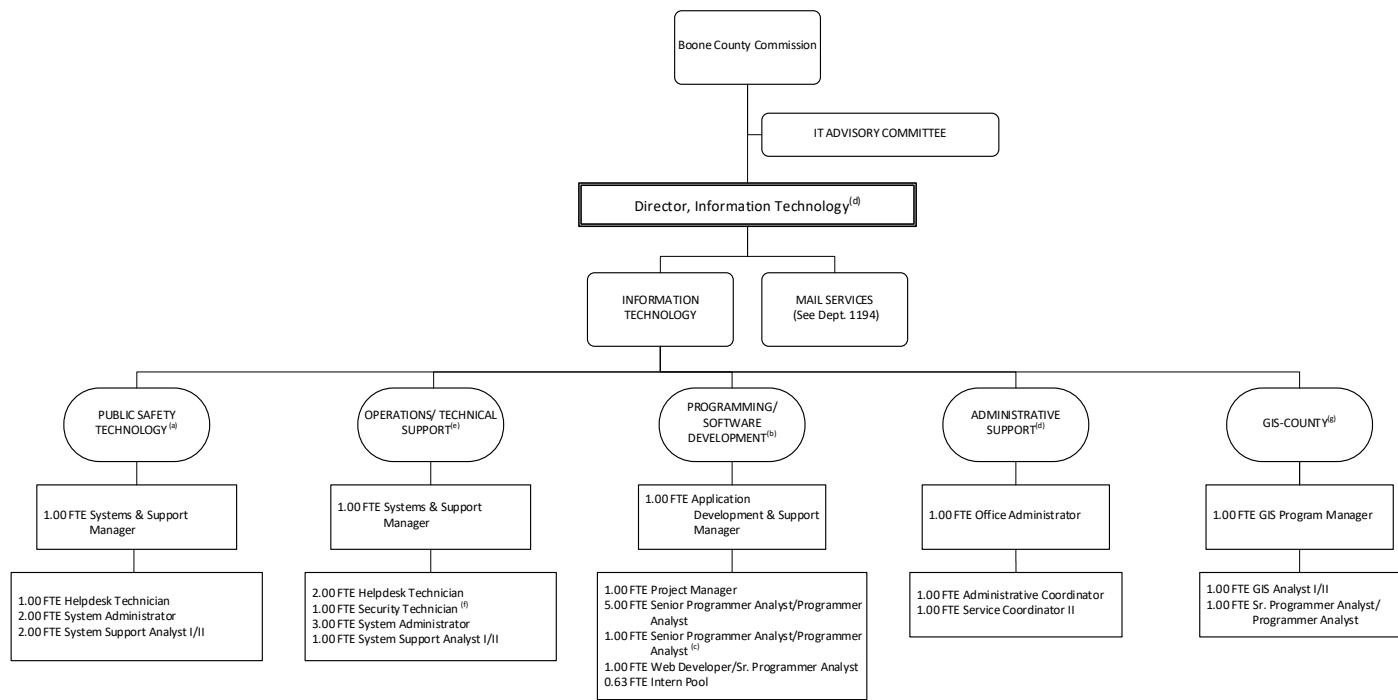 Boone County Commission
IT ADVISORY COMMITTEE
Director, Information Technology(d)
INFORMATION
TECHNOLOGY
MAIL SERVICES
(See Dept. 1194)
PUBLIC SAFETY
TECHNOLOGY (a)
1.00 FTE Systems & Support
Manager
1.00 FTE Helpdesk Technician
2.00 FTE System Administrator
2.00 FTE System Support Analyst I/II
OPERATIONS/ TECHNICAL
SUPPORT(e)
1.00 FTE Systems & Support
Manager
2.00 FTE Helpdesk Technician
1.00 FTE Security Technician (f)
3.00 FTE System Administrator
1.00 FTE System Support Analyst I/II
PROGRAMMING/
SOFTWARE
DEVELOPMENT(b)
1.00 FTE Application
Development & Support
Manager
1.00 FTE Project Manager
5.00 FTE Senior Programmer Analyst/Programmer
Analyst
1.00 FTE Senior Programmer Analyst/Programmer
Analyst (c)
1.00 FTE Web Developer/Sr. Programmer Analyst
0.63 FTE Intern Pool
ADMINISTRATIVE
SUPPORT(d)
1.00 FTE Office Administrator
1.00 FTE Administrative Coordinator
1.00 FTE Service Coordinator II
GIS-COUNTY(g)
1.00 FTE GIS Program Manager
1.00 FTE GIS Analyst I/II
1.00 FTE Sr. Programmer Analyst/
Programmer Analyst